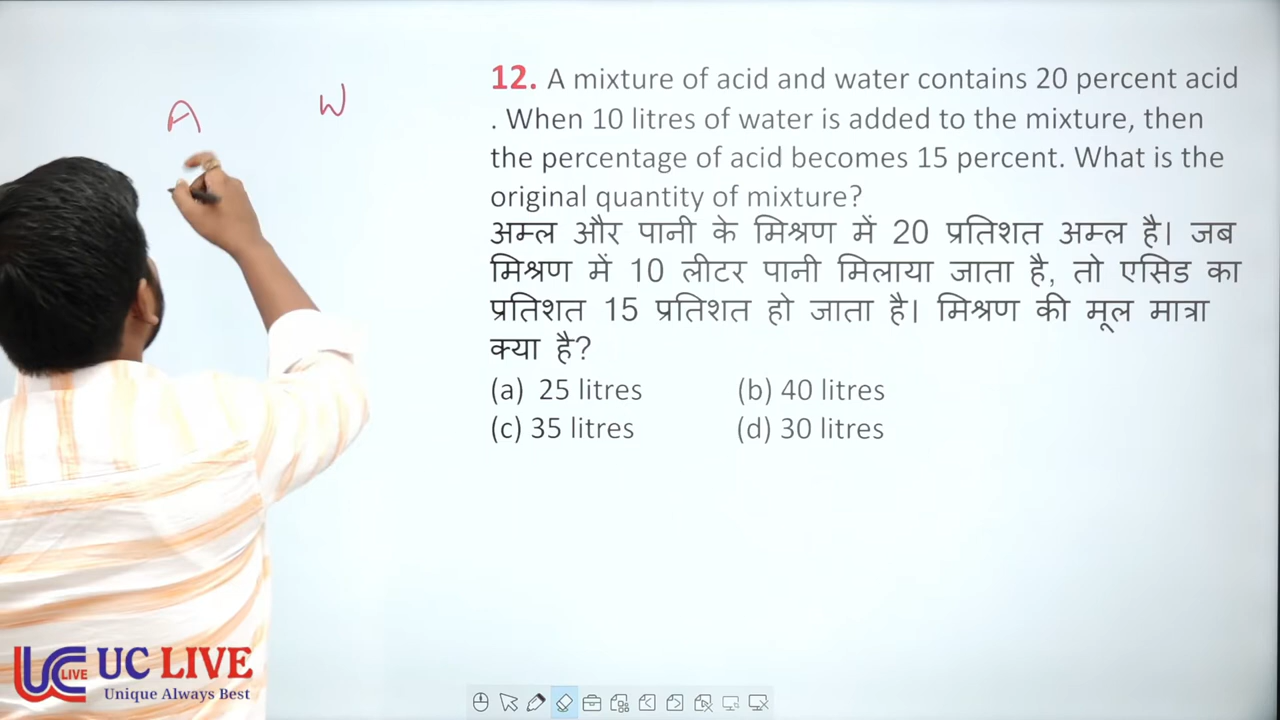 A W
12. A mixture of acid and water contains 20 percent acid
. When 10 litres of water is added to the mixture, then
the percentage of acid becomes 15 percent. What is the
original quantity of mixture?
अम्ल और पानी के मिश्रण में 20 प्रतिशत अम्ल है। जब
मिश्रण में 10 लीटर पानी मिलाया जाता है, तो एसिड का
प्रतिशत 15 प्रतिशत हो जाता है। मिश्रण की मूल मात्रा
क्या है?
(a) 25 litres (b) 40 litres
(c) 35 litres (d) 30 litres
UC LIVE UC LIVE
Unique Always Best